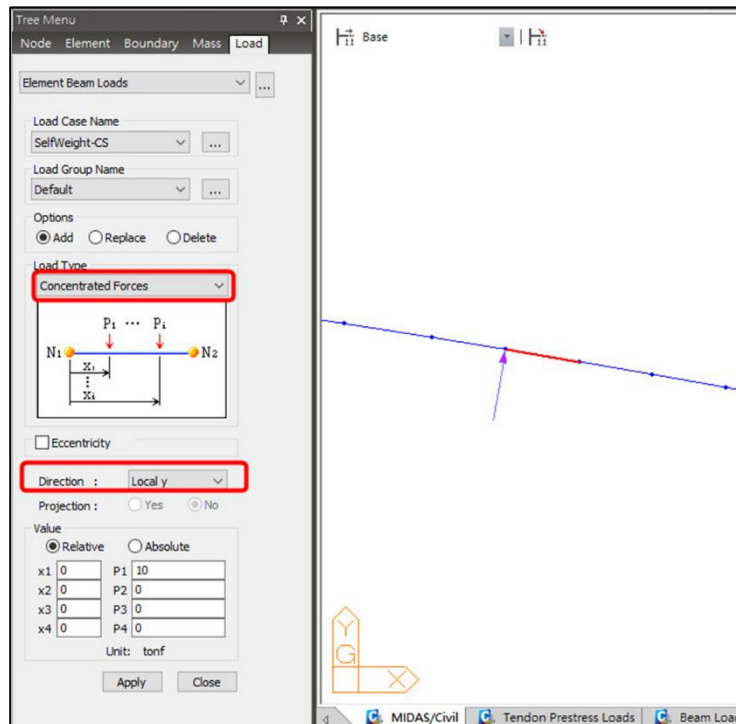 Tree Menu
Node Element Boundary Mass Load
Element Beam Loads
...
Load Case Name
SelfWeight-CS
...
Load Group Name
Default
...
Options
Add Replace Delete
Load Type
Concentrated Forces
P1 ... Pi
N1 N2
X1
Xi
Eccentricity
Direction : Local y
Projection : Yes No
Value
Relative Absolute
x1 0 P1 10
x2 0 P2 0
x3 0 P3 0
x4 0 P4 0
Unit: tonf
Apply Close
Base
Y
G
X
MIDAS/Civil Tendon Prestress Loads Beam Loa